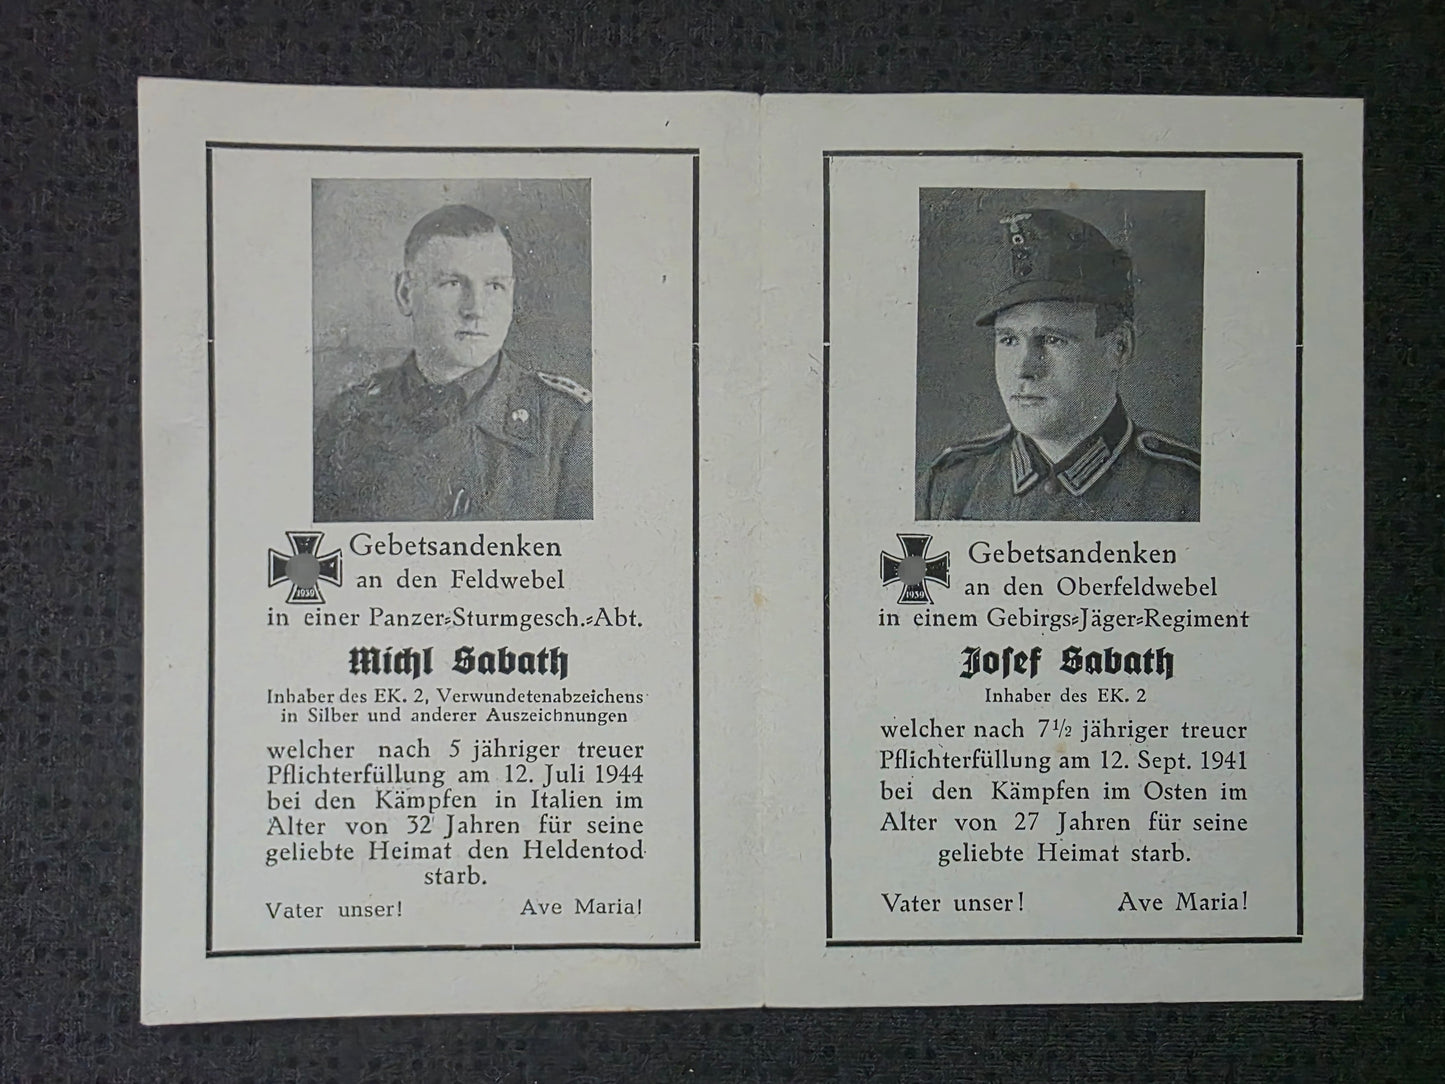 1939
Gebetsandenken
an den Feldwebel
in einer Panzer=Sturmgesch.=Abt.
Michl Sabath
Inhaber des EK. 2, Verwundetenabzeichens
in Silber und anderer Auszeichnungen
welcher nach 5 jähriger treuer
Pflichterfüllung am 12. Juli 1944
bei den Kämpfen in Italien im
Alter von 32 Jahren für seine
geliebte Heimat den Heldentod
starb.
Vater unser! Ave Maria!
1939
Gebetsandenken
an den Oberfeldwebel
in einem Gebirgs=Jäger=Regiment
Josef Sabath
Inhaber des EK. 2
welcher nach 7½ jähriger treuer
Pflichterfüllung am 12. Sept. 1941
bei den Kämpfen im Osten im
Alter von 27 Jahren für seine
geliebte Heimat starb.
Vater unser! Ave Maria!